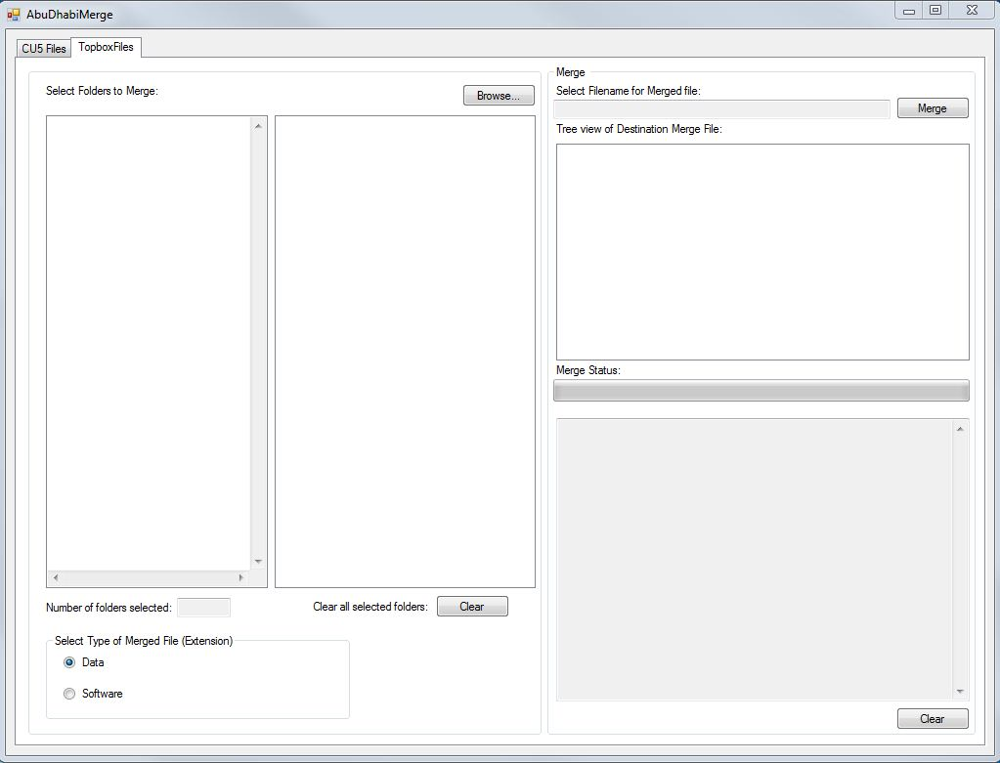 AbuDhabiMerge
CU5 Files
TopboxFiles
Select Folders to Merge:
Browse...
Number of folders selected:
Clear all selected folders:
Clear
Select Type of Merged File (Extension)
Data
Software
Merge
Select Filename for Merged file:
Merge
Tree view of Destination Merge File:
Merge Status:
Clear